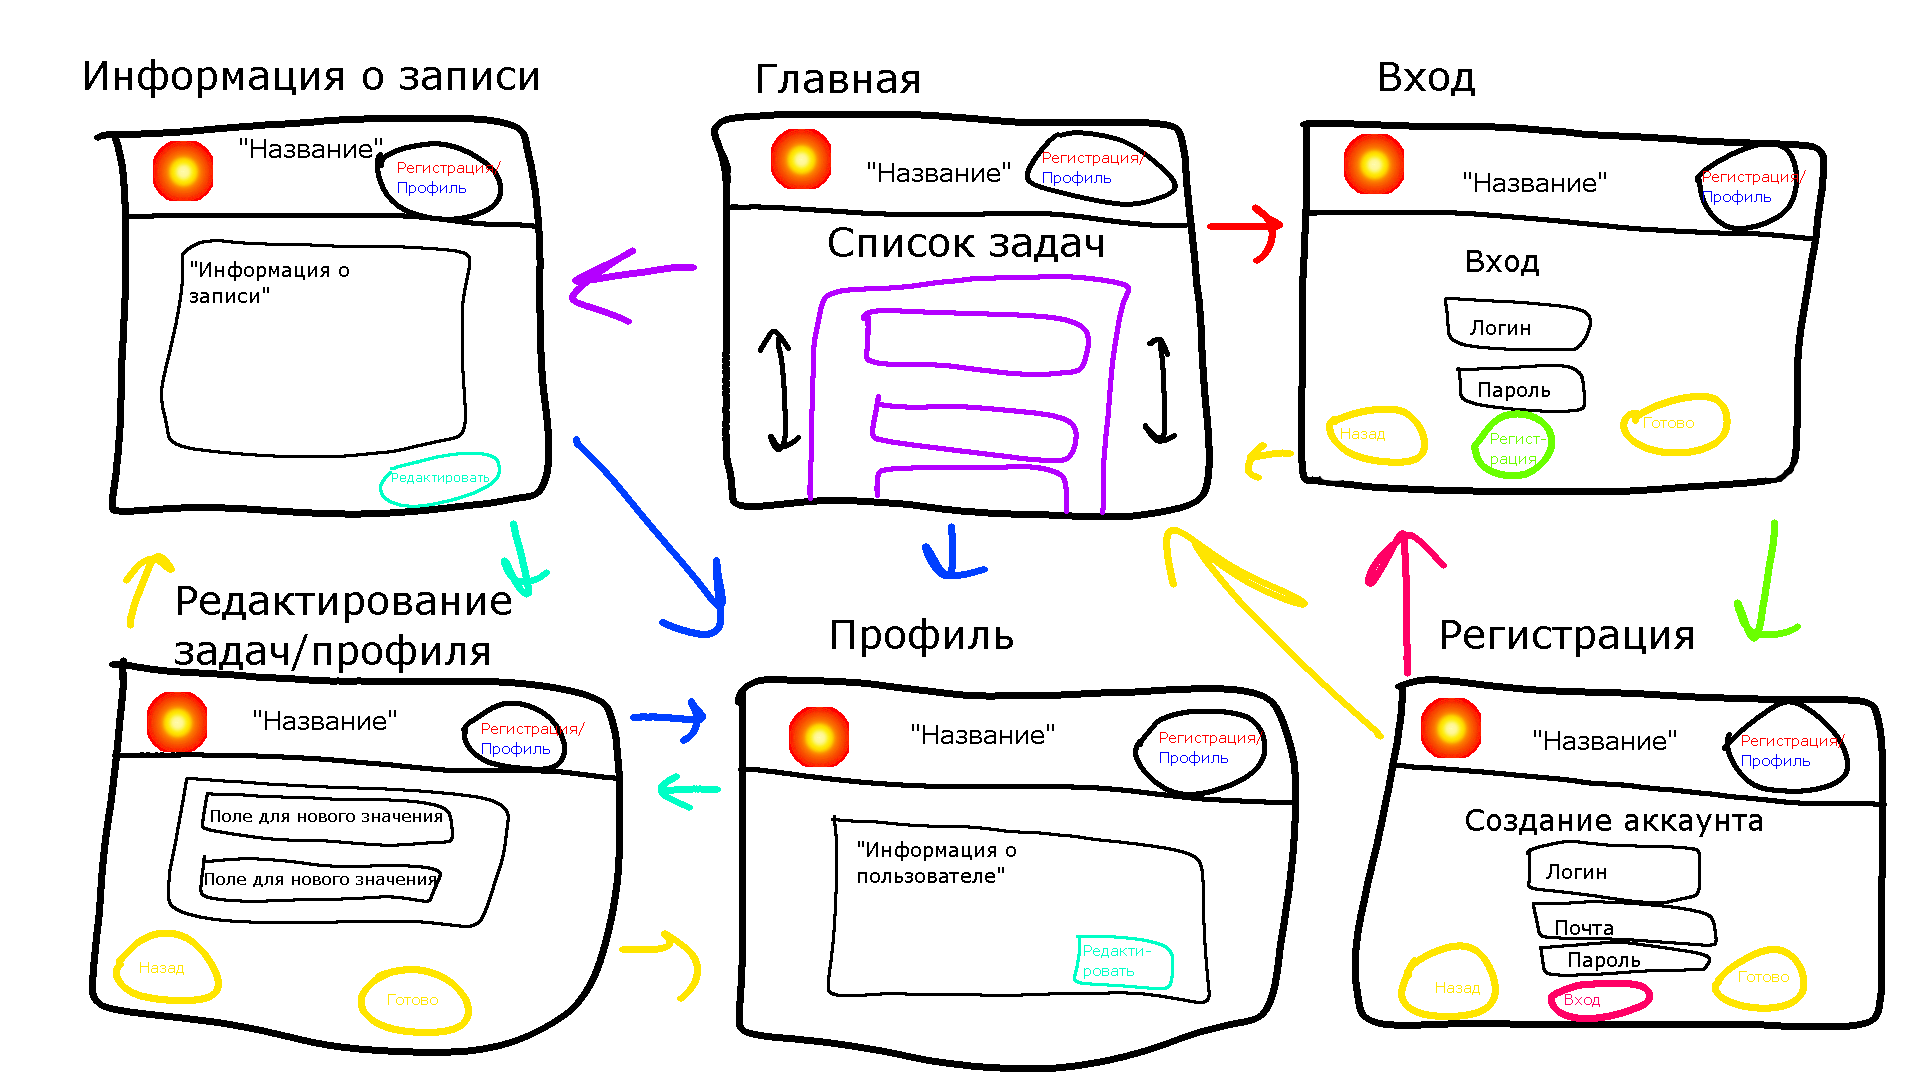 Информация о записи
"Название"
Регистрация/
Профиль
"Информация о
записи"
Редактировать
Главная
"Название"
Регистрация/
Профиль
Список задач
Вход
"Название"
Регистрация/
Профиль
Вход
Логин
Пароль
Назад
Регист-
рация
Готово
Редактирование
задач/профиля
"Название"
Регистрация/
Профиль
Поле для нового значения
Поле для нового значения
Назад
Готово
Профиль
"Название"
Регистрация/
Профиль
"Информация о
пользователе"
Редакти-
ровать
Регистрация
"Название"
Регистрация/
Профиль
Создание аккаунта
Логин
Почта
Пароль
Назад
Вход
Готово